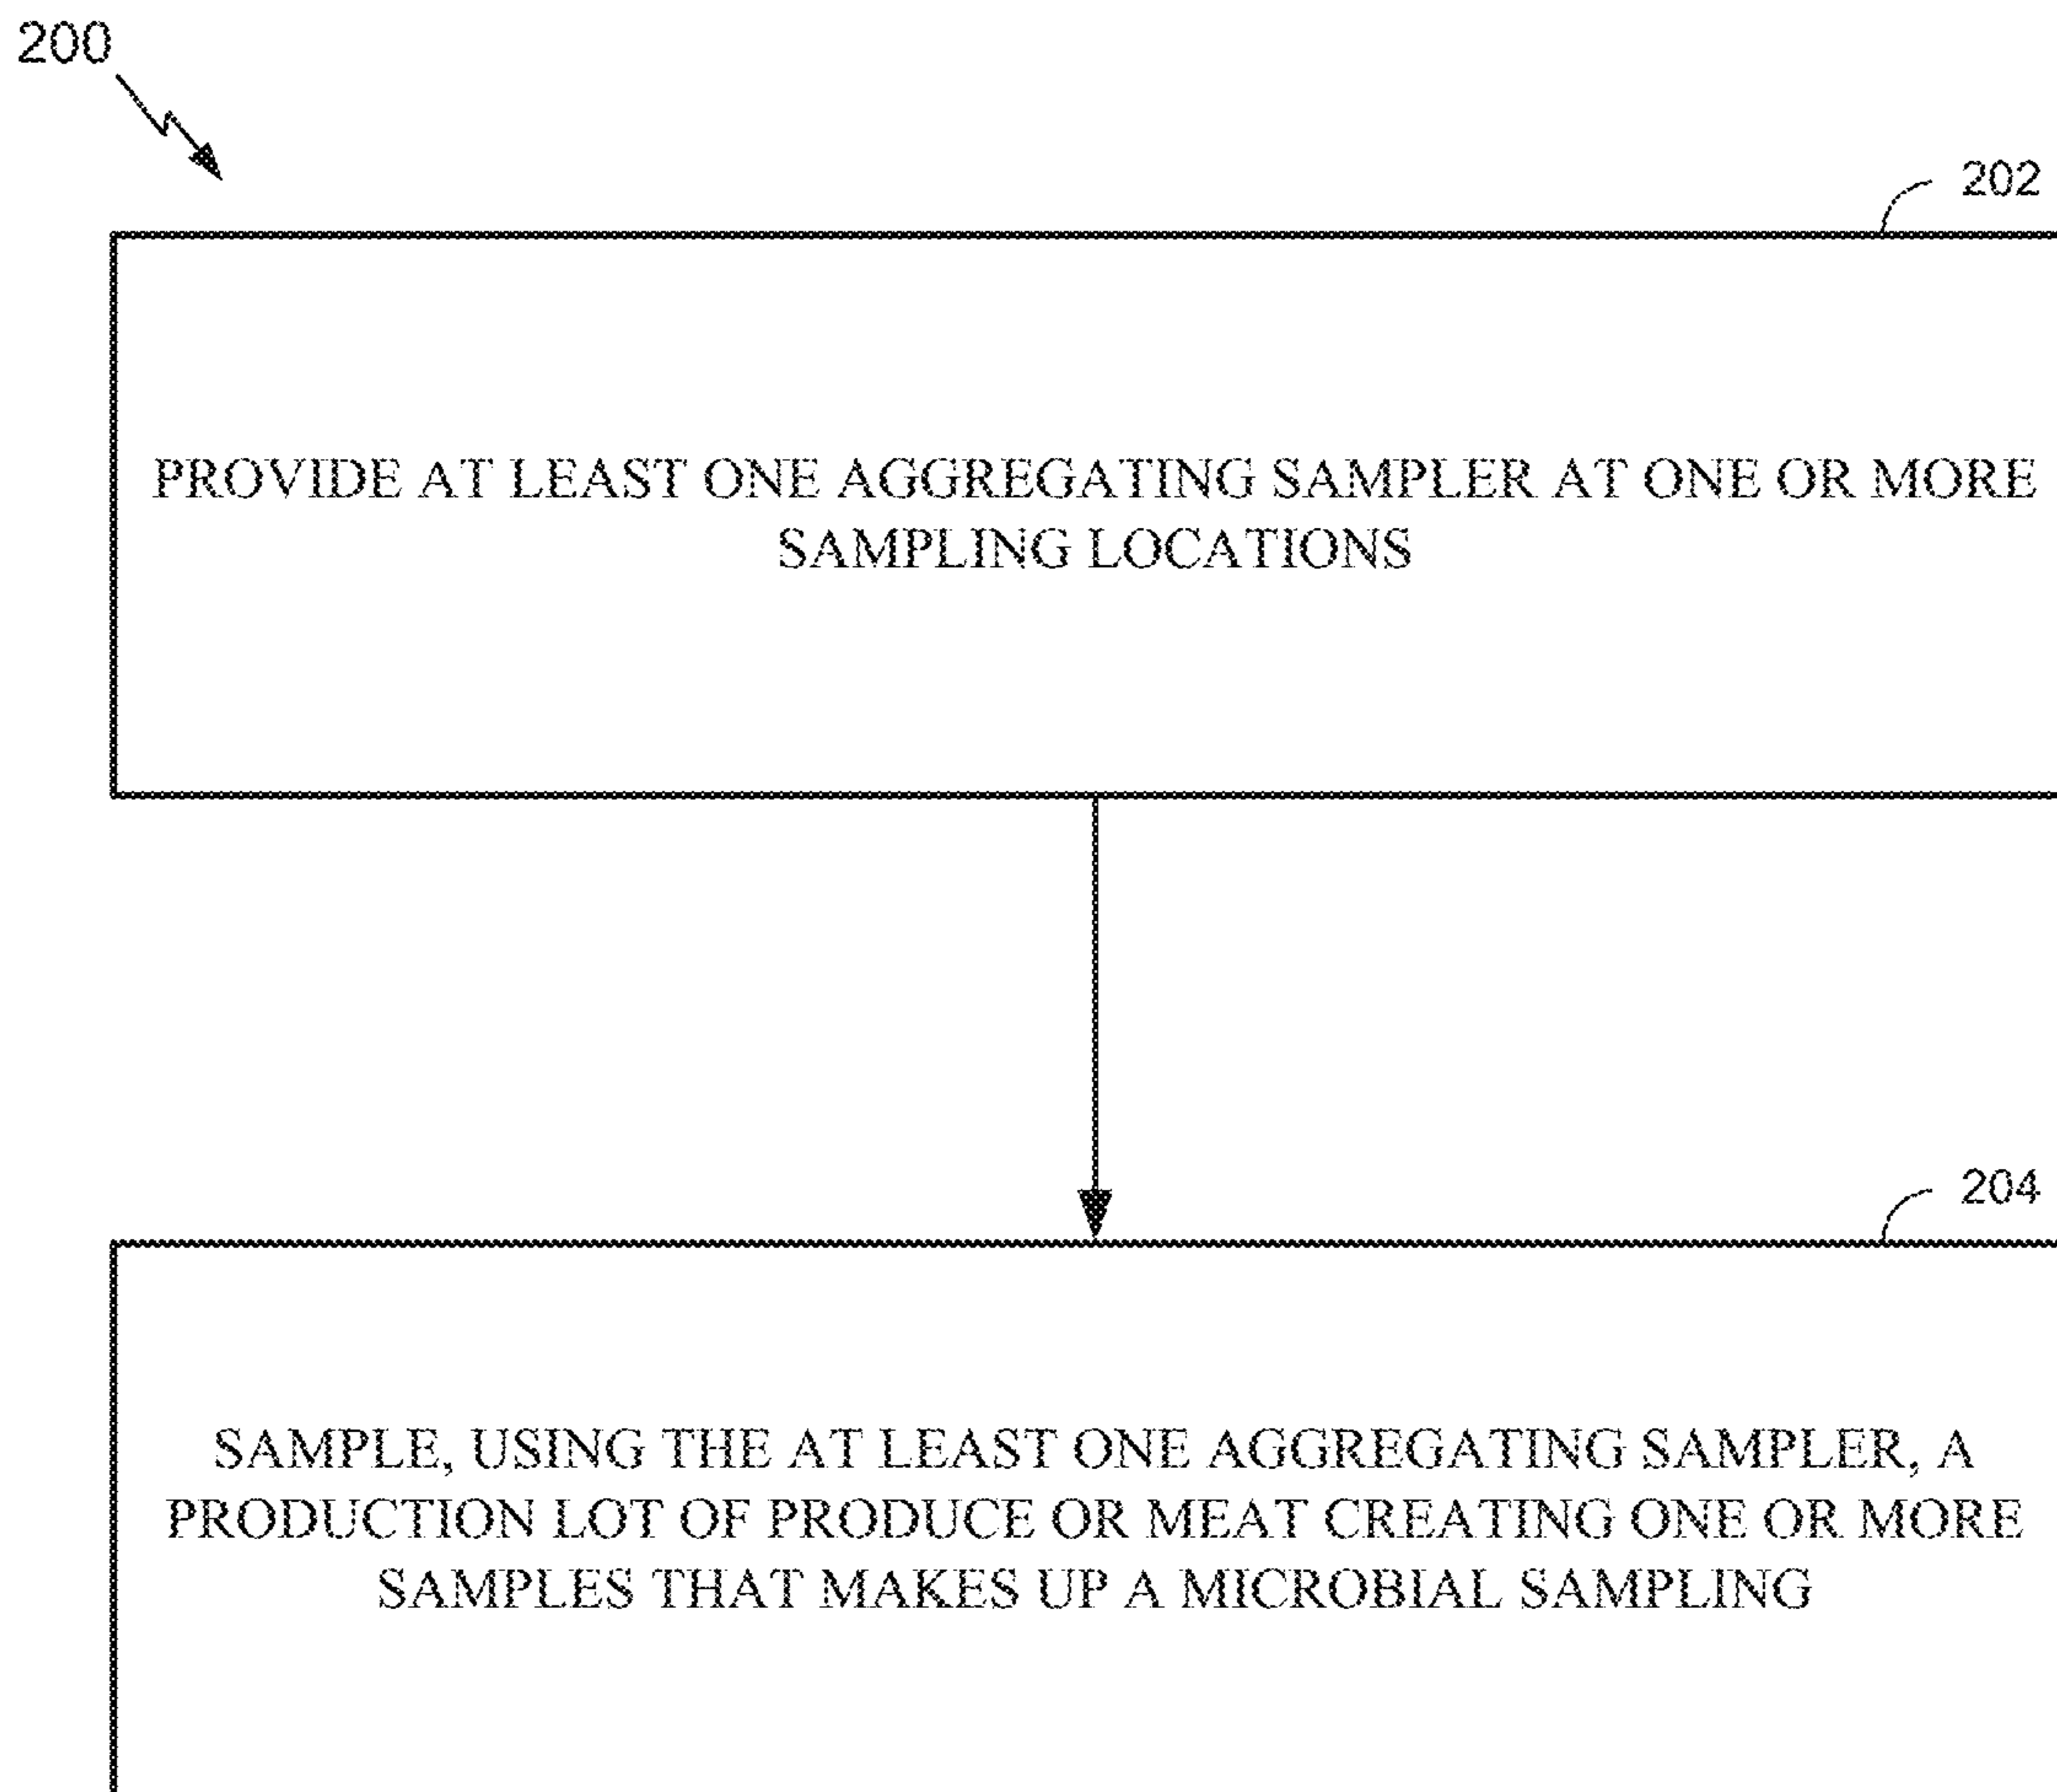 200
202
PROVIDE AT LEAST ONE AGGREGATING SAMPLER AT ONE OR MORE
SAMPLING LOCATIONS
204
SAMPLE, USING THE AT LEAST ONE AGGREGATING SAMPLER, A
PRODUCTION LOT OF PRODUCE OR MEAT CREATING ONE OR MORE
SAMPLES THAT MAKES UP A MICROBIAL SAMPLING